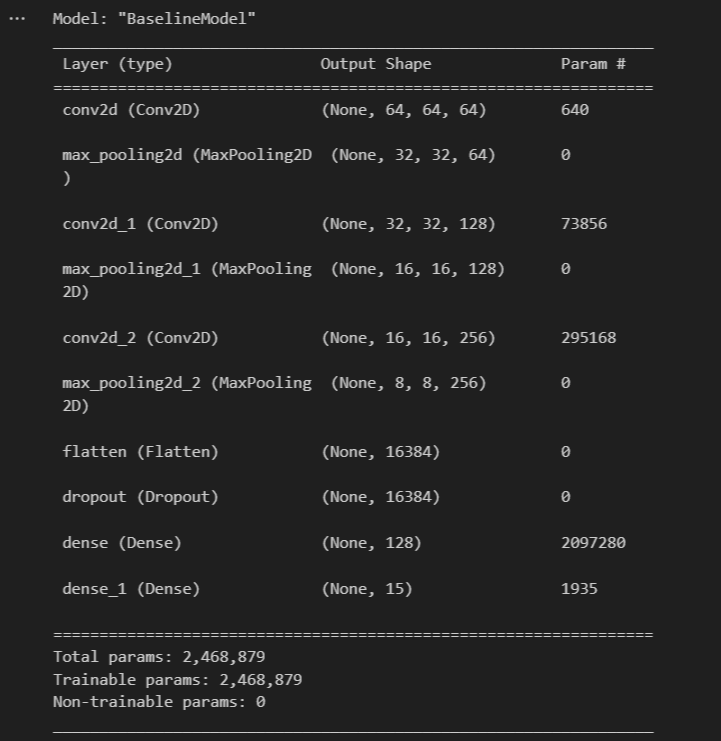 ...
Model: "BaselineModel"
Layer (type) Output Shape Param #
=================================================================
conv2d (Conv2D) (None, 64, 64, 64) 640
max_pooling2d (MaxPooling2D (None, 32, 32, 64) 0
)
conv2d_1 (Conv2D) (None, 32, 32, 128) 73856
max_pooling2d_1 (MaxPooling (None, 16, 16, 128) 0
2D)
conv2d_2 (Conv2D) (None, 16, 16, 256) 295168
max_pooling2d_2 (MaxPooling (None, 8, 8, 256) 0
2D)
flatten (Flatten) (None, 16384) 0
dropout (Dropout) (None, 16384) 0
dense (Dense) (None, 128) 2097280
dense_1 (Dense) (None, 15) 1935
=================================================================
Total params: 2,468,879
Trainable params: 2,468,879
Non-trainable params: 0